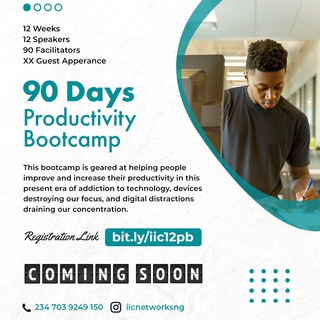 12 Weeks
12 Speakers
90 Facilitators
XX Guest Apperance
90 Days
Productivity
Bootcamp
This bootcamp is geared at helping people
improve and increase their productivity in this
present era of addiction to technology, devices
destroying our focus, and digital distractions
draining our concentration.
Registration Link bit.ly/iic12pb
COMING SOON
234 703 9249 150 iicnetworksng